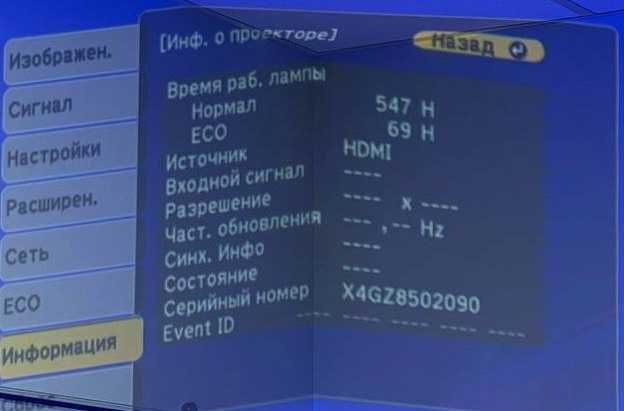 [Инф. о проекторе]
Назад
Изображен.
Сигнал
Настройки
Расширен.
Сеть
ECO
Информация
Сброс
Время раб. лампы
Нормал 547 H
ECO 69 H
Источник HDMI
Входной сигнал ----
Разрешение ---- x ----
Част. обновления --- ,-- Hz
Синх. Инфо ----
Состояние ----
Серийный номер X4GZ8502090
Event ID ---- ---- ---- ---- ----